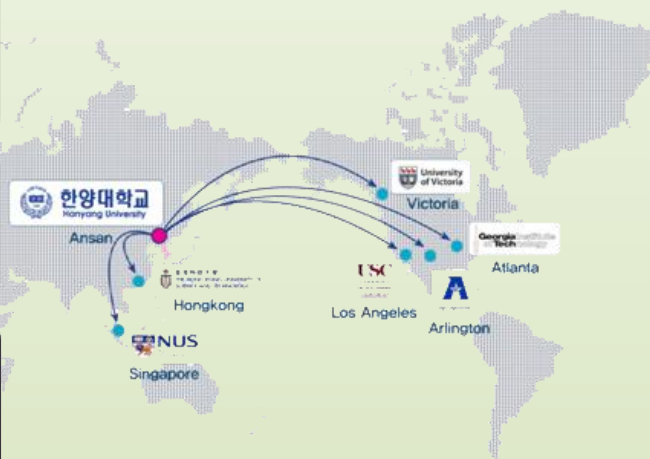 한양대학교
Hanyang University
Ansan
University
of Victoria
Victoria
Georgia Institute
of Technology
Atlanta
Hongkong
USC
Los Angeles
Arlington
NUS
Singapore